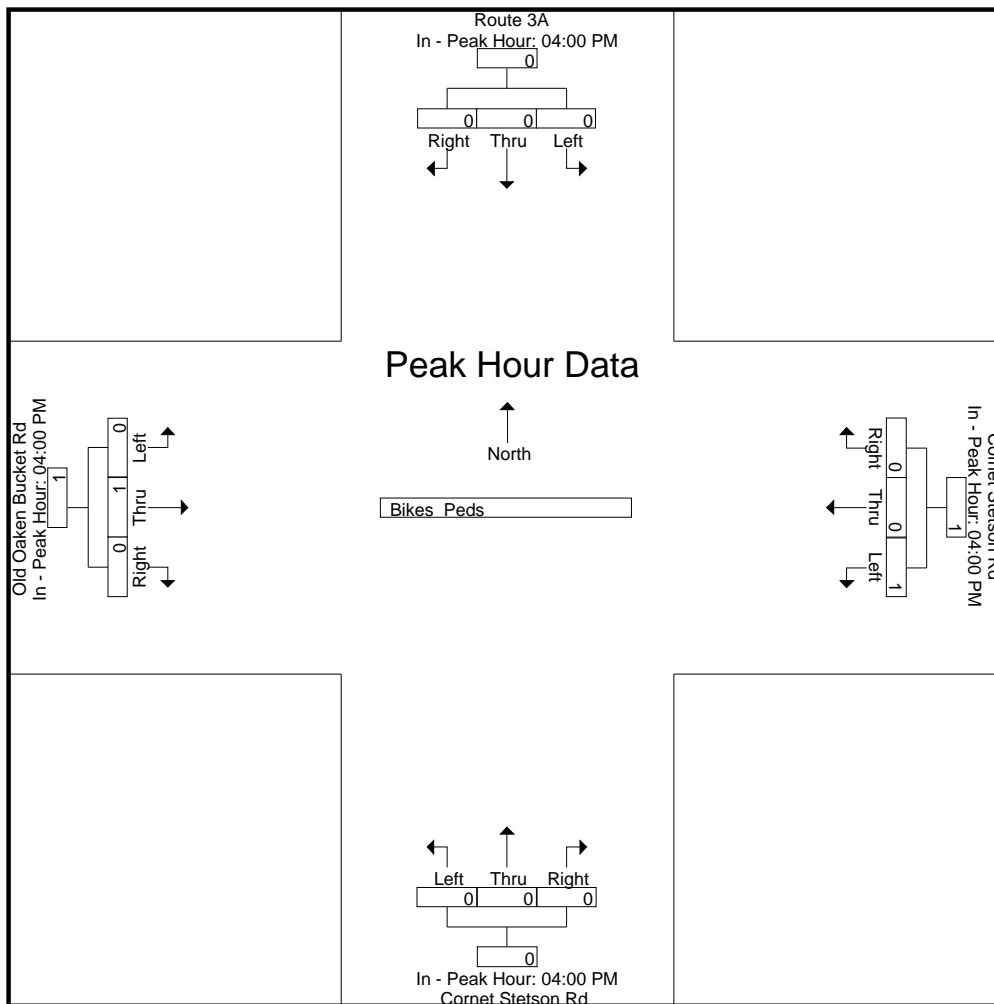 Route 3A
In - Peak Hour: 04:00 PM
0
0 0 0
Right Thru Left
Peak Hour Data
North
Bikes Peds
Old Oaken Bucket Rd
In - Peak Hour: 04:00 PM
1
0 1 0
Left Thru Right
Cornet Stetson Rd
In - Peak Hour: 04:00 PM
1
0 0 1
Right Thru Left
Left Thru Right
0 0 0
0
In - Peak Hour: 04:00 PM
Cornet Stetson Rd